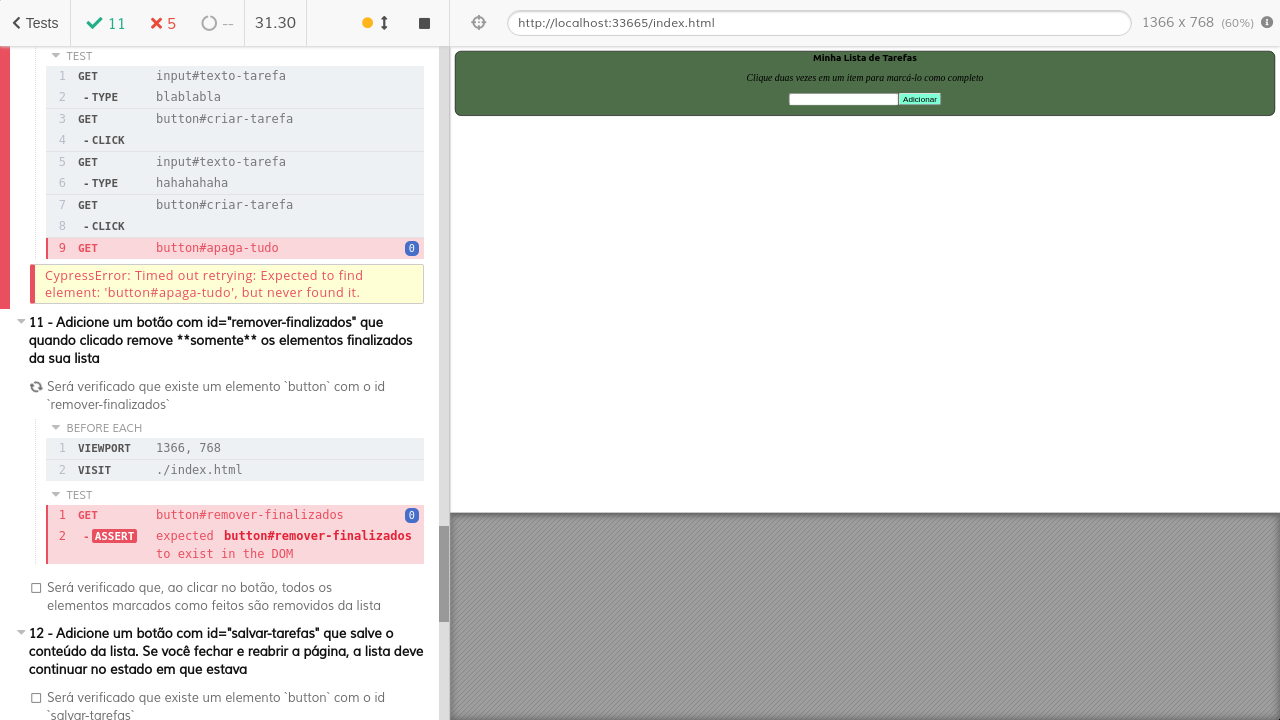 Tests 11 5 -- 31.30 http://localhost:33665/index.html 1366 x 768 (60%)
TEST
1 GET input#texto-tarefa
2 - TYPE blablabla
3 GET button#criar-tarefa
4 - CLICK
5 GET input#texto-tarefa
6 - TYPE hahahahaha
7 GET button#criar-tarefa
8 - CLICK
9 GET button#apaga-tudo 0
CypressError: Timed out retrying: Expected to find
element: 'button#apaga-tudo', but never found it.
11 - Adicione um botão com id="remover-finalizados" que
quando clicado remove **somente** os elementos finalizados
da sua lista
Será verificado que existe um elemento `button` com o id
`remover-finalizados`
BEFORE EACH
1 VIEWPORT 1366, 768
2 VISIT ./index.html
TEST
1 GET button#remover-finalizados 0
2 - ASSERT expected button#remover-finalizados
to exist in the DOM
Será verificado que, ao clicar no botão, todos os
elementos marcados como feitos são removidos da lista
12 - Adicione um botão com id="salvar-tarefas" que salve o
conteúdo da lista. Se você fechar e reabrir a página, a lista deve
continuar no estado em que estava
Será verificado que existe um elemento `button` com o id
`salvar-tarefas`
Minha Lista de Tarefas
Clique duas vezes em um item para marcá-lo como completo
Adicionar